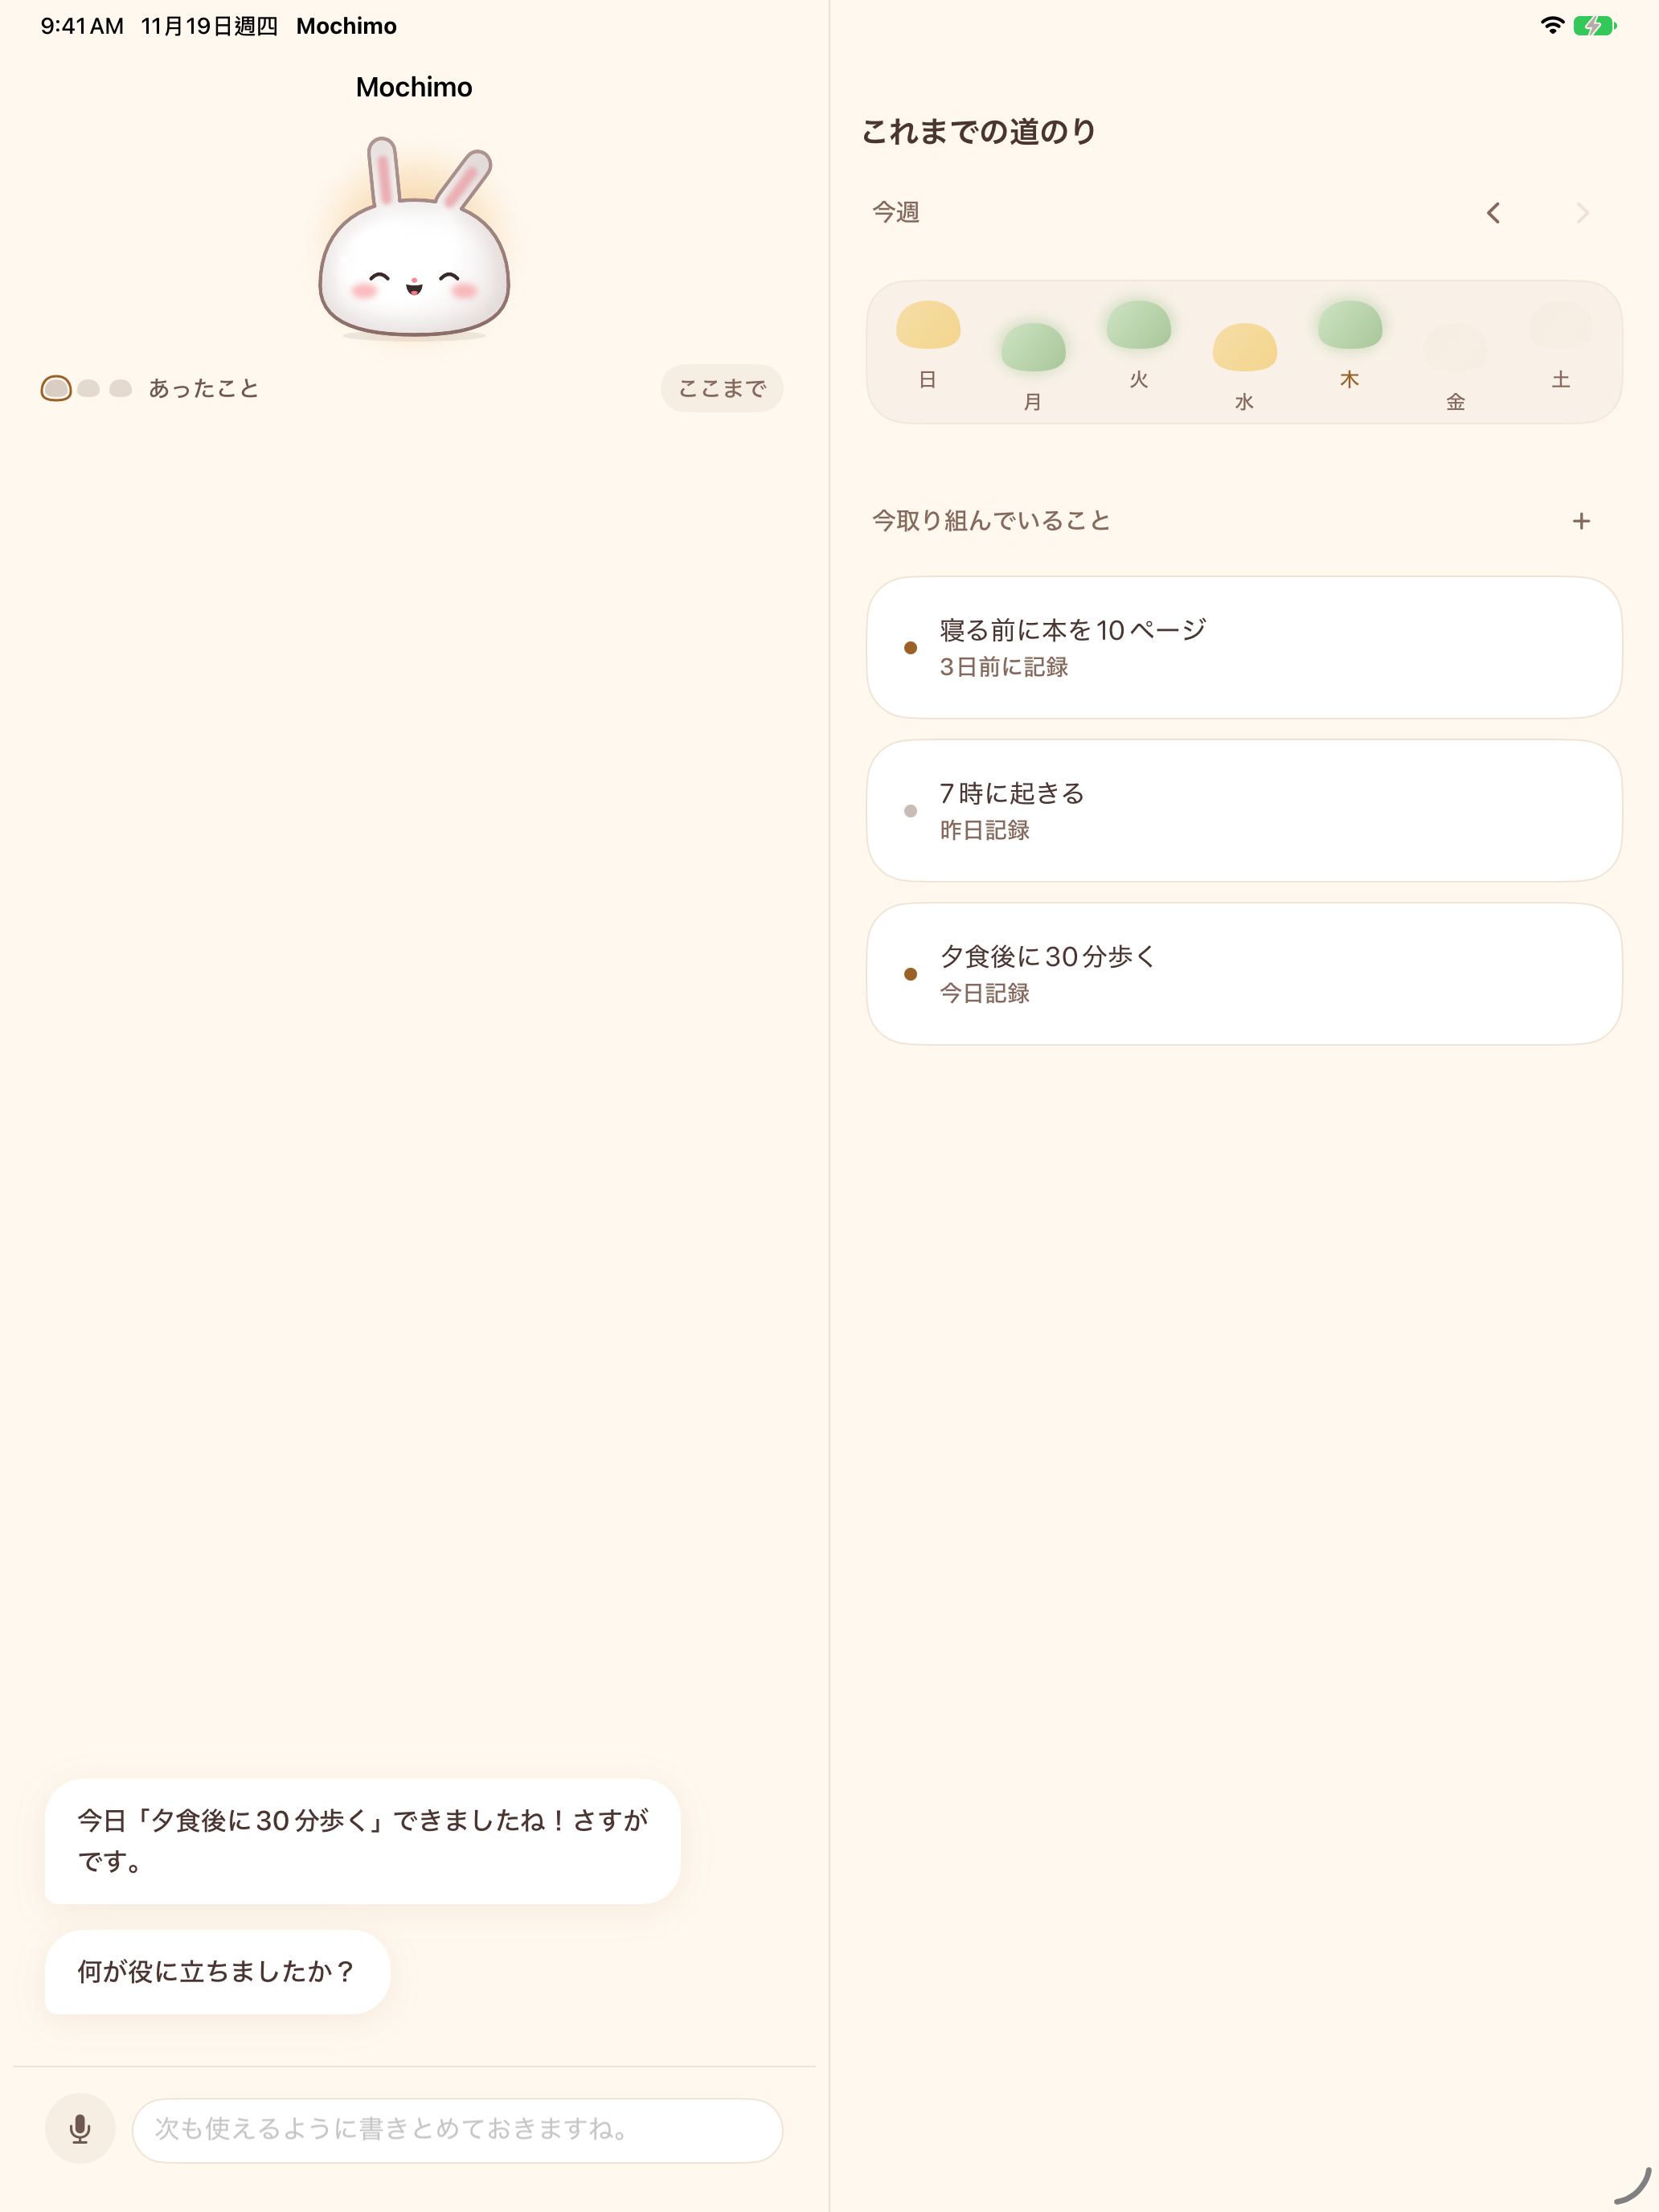 9:41 AM 11月19日週四 Mochimo
Mochimo
あったこと
ここまで
今日「夕食後に30分歩く」できましたね！さすが
です。
何が役に立ちましたか？
次も使えるように書きとめておきますね。
これまでの道のり
今週
日
月
火
水
木
金
土
今取り組んでいること
+
寝る前に本を10ページ
3日前に記録
7時に起きる
昨日記録
夕食後に30分歩く
今日記録